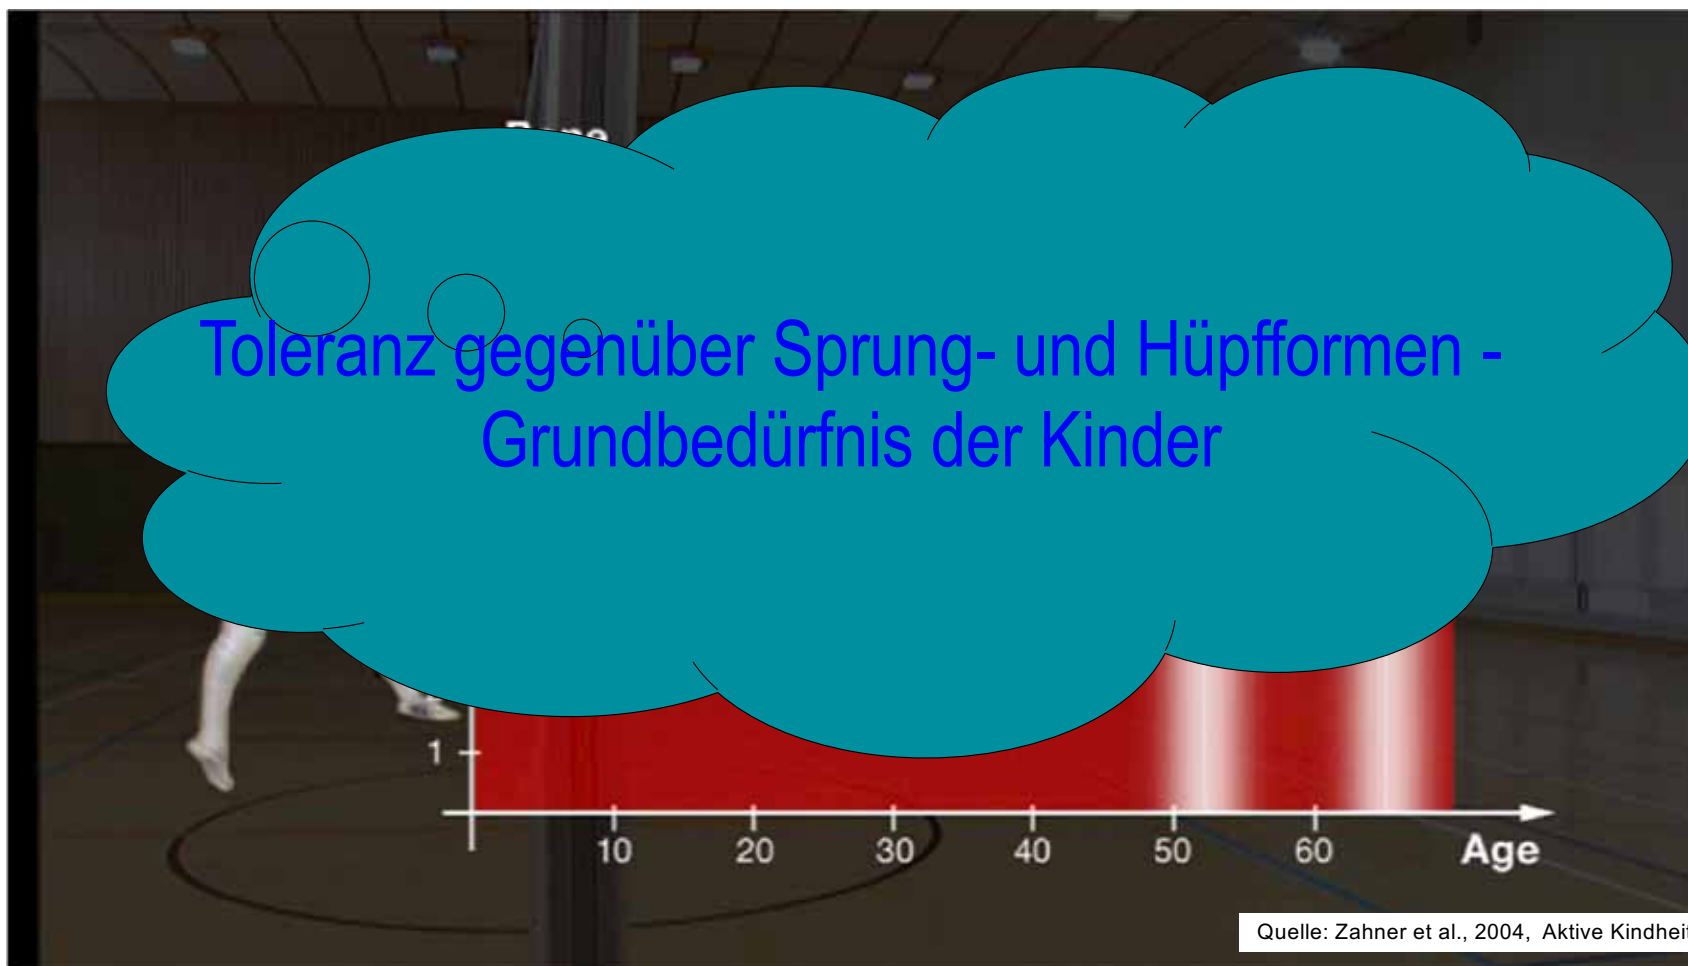 Toleranz gegenüber Sprung- und Hüpfformen -
Grundbedürfnis der Kinder
1
10 20 30 40 50 60 Age
Quelle: Zahner et al., 2004, Aktive Kindheit